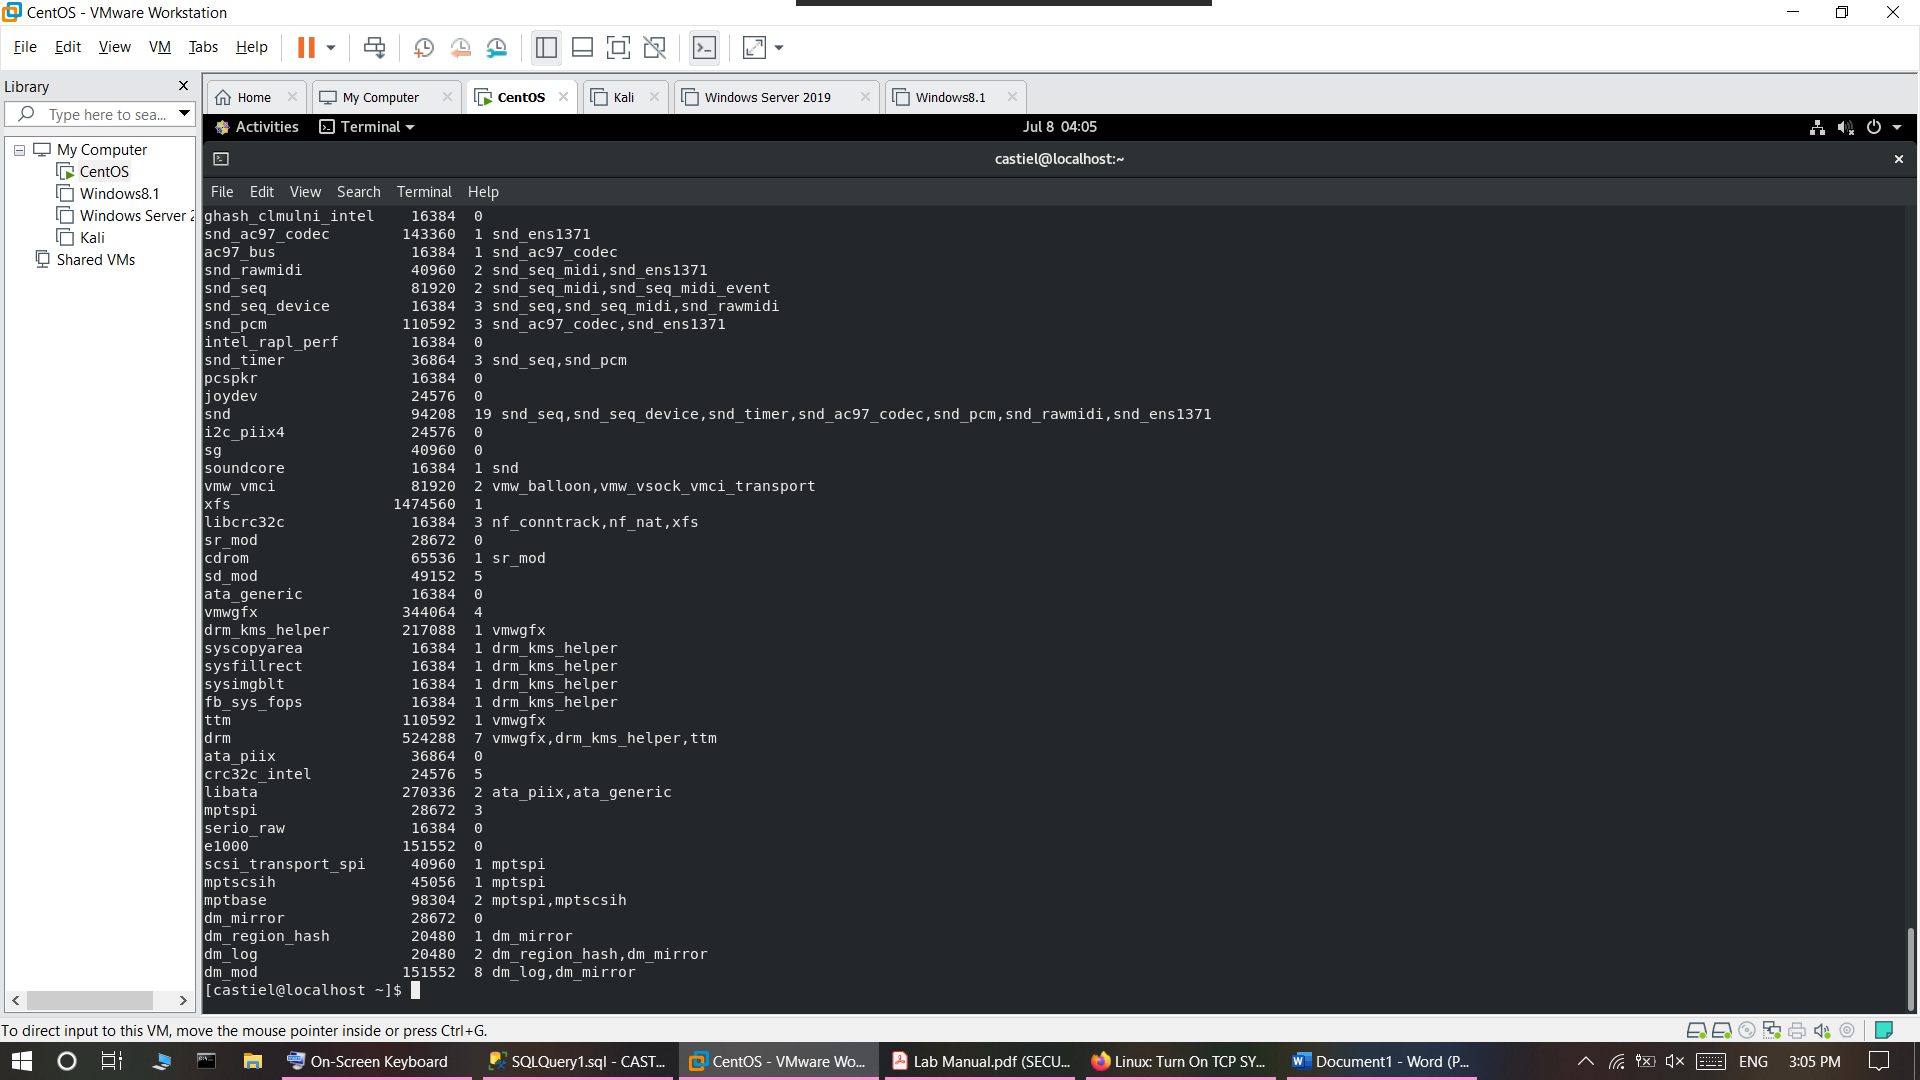 CentOS - VMware Workstation
File Edit View VM Tabs Help
Library
Type here to sea...
My Computer
CentOS
Windows8.1
Windows Server 2
Kali
Shared VMs
Home My Computer CentOS Kali Windows Server 2019 Windows8.1
Activities Terminal Jul 8 04:05
castiel@localhost:~
File Edit View Search Terminal Help
ghash_clmulni_intel 16384 0
snd_ac97_codec 143360 1 snd_ens1371
ac97_bus 16384 1 snd_ac97_codec
snd_rawmidi 40960 2 snd_seq_midi,snd_ens1371
snd_seq 81920 2 snd_seq_midi,snd_seq_midi_event
snd_seq_device 16384 3 snd_seq,snd_seq_midi,snd_rawmidi
snd_pcm 110592 3 snd_ac97_codec,snd_ens1371
intel_rapl_perf 16384 0
snd_timer 36864 3 snd_seq,snd_pcm
pcspkr 16384 0
joydev 24576 0
snd 94208 19 snd_seq,snd_seq_device,snd_timer,snd_ac97_codec,snd_pcm,snd_rawmidi,snd_ens1371
i2c_piix4 24576 0
sg 40960 0
soundcore 16384 1 snd
vmw_vmci 81920 2 vmw_balloon,vmw_vsock_vmci_transport
xfs 1474560 1
libcrc32c 16384 3 nf_conntrack,nf_nat,xfs
sr_mod 28672 0
cdrom 65536 1 sr_mod
sd_mod 49152 5
ata_generic 16384 0
vmwgfx 344064 4
drm_kms_helper 217088 1 vmwgfx
syscopyarea 16384 1 drm_kms_helper
sysfillrect 16384 1 drm_kms_helper
sysimgblt 16384 1 drm_kms_helper
fb_sys_fops 16384 1 drm_kms_helper
ttm 110592 1 vmwgfx
drm 524288 7 vmwgfx,drm_kms_helper,ttm
ata_piix 36864 0
crc32c_intel 24576 5
libata 270336 2 ata_piix,ata_generic
mptspi 28672 3
serio_raw 16384 0
e1000 151552 0
scsi_transport_spi 40960 1 mptspi
mptscsih 45056 1 mptspi
mptbase 98304 2 mptspi,mptscsih
dm_mirror 28672 0
dm_region_hash 20480 1 dm_mirror
dm_log 20480 2 dm_region_hash,dm_mirror
dm_mod 151552 8 dm_log,dm_mirror
[castiel@localhost ~]$
To direct input to this VM, move the mouse pointer inside or press Ctrl+G.
On-Screen Keyboard SQLQuery1.sql - CAST... CentOS - VMware Wo... Lab Manual.pdf (SECU... Linux: Turn On TCP SY... Document1 - Word (P... ENG 3:05 PM